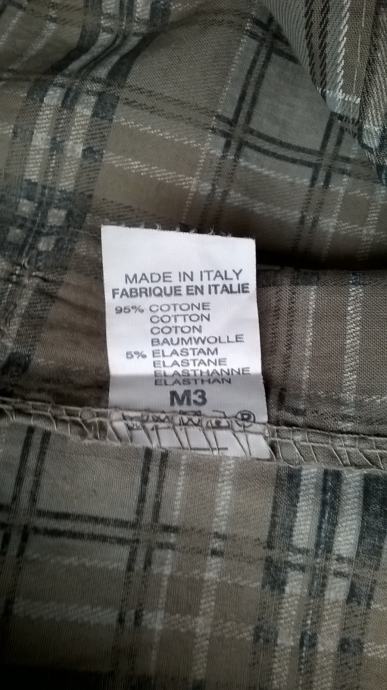 MADE IN ITALY
FABRIQUE EN ITALIE
95% COTONE
COTTON
COTON
BAUMWOLLE
5% ELASTAM
ELASTANE
ELASTHANNE
ELASTHAN
M3